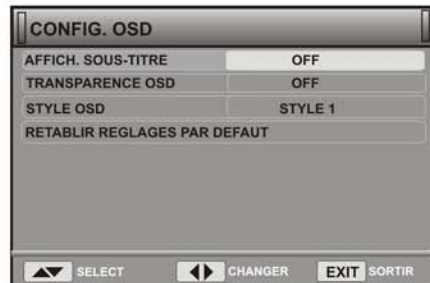 CONFIG. OSD
AFFICH. SOUS-TITRE OFF
TRANSPARENCE OSD OFF
STYLE OSD STYLE 1
RETABLIR REGLAGES PAR DEFAUT
SELECT CHANGER EXIT SORTIR